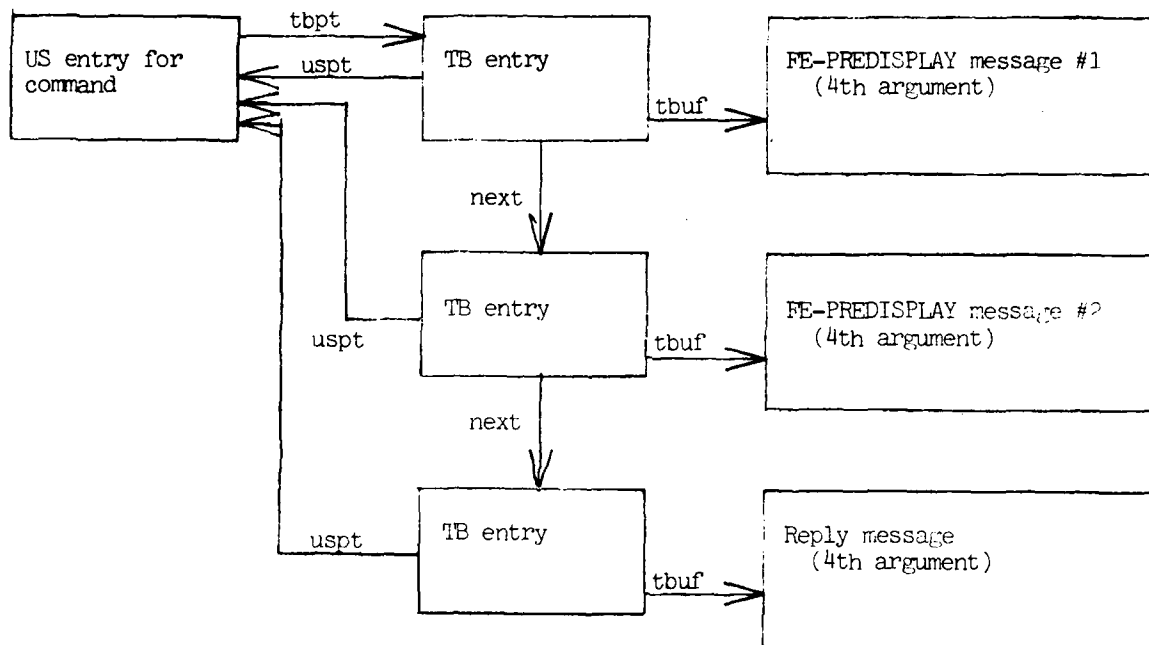 tbpt
US entry for
command
uspt
TB entry
tbuf
FE-PREDISPLAY message #1
(4th argument)
next
uspt
TB entry
tbuf
FE-PREDISPLAY message #2
(4th argument)
next
uspt
TB entry
tbuf
Reply message
(4th argument)